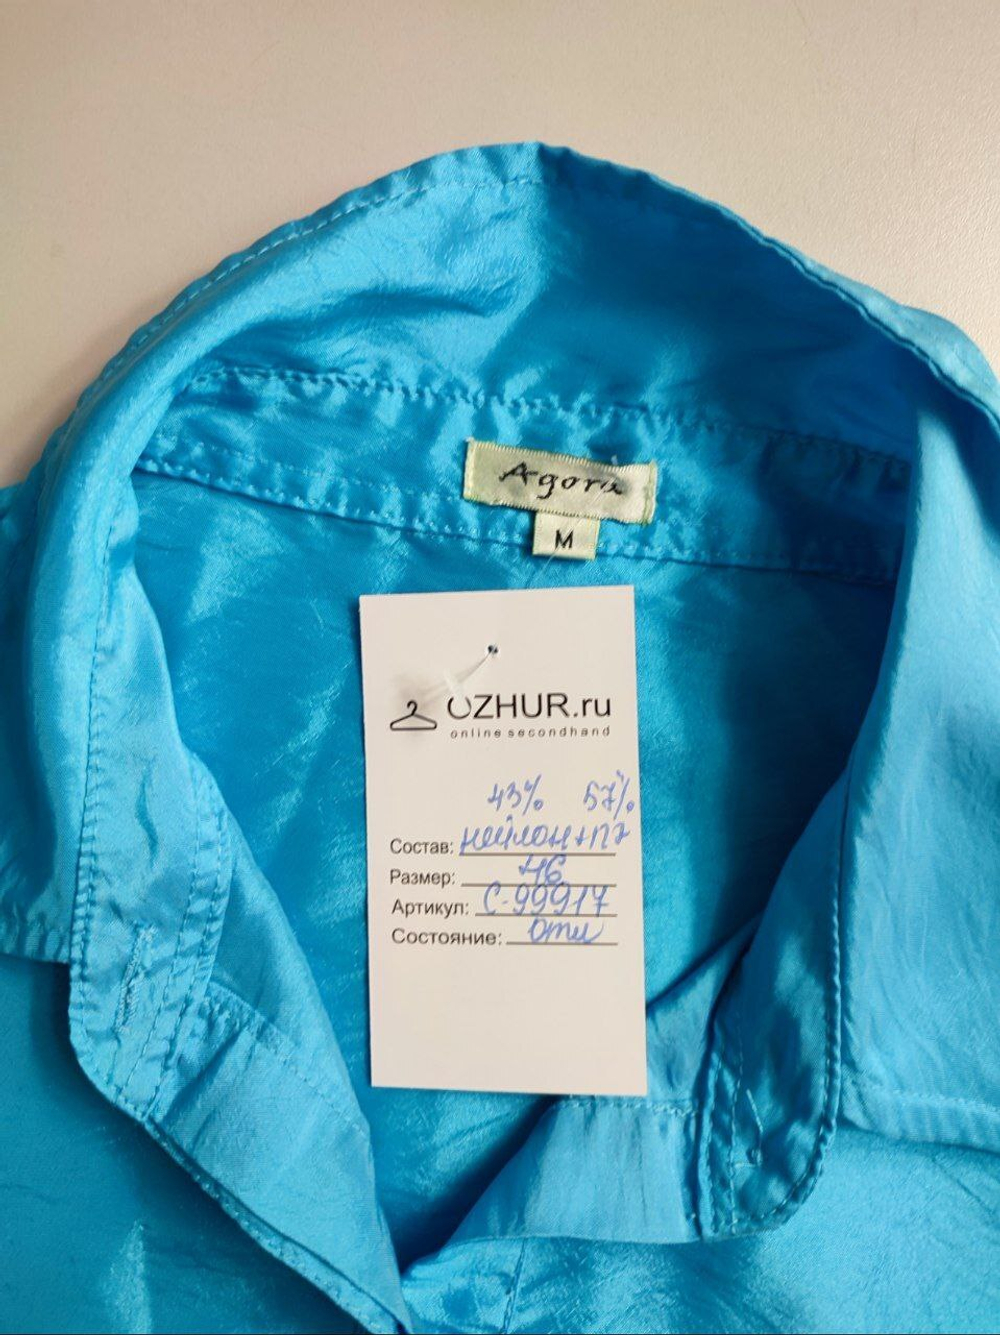 Agora
M
OZHUR.ru
online secondhand
43% 57%
Состав: нейлон+пэ
Размер: 46
Артикул: С-99917
Состояние: отл